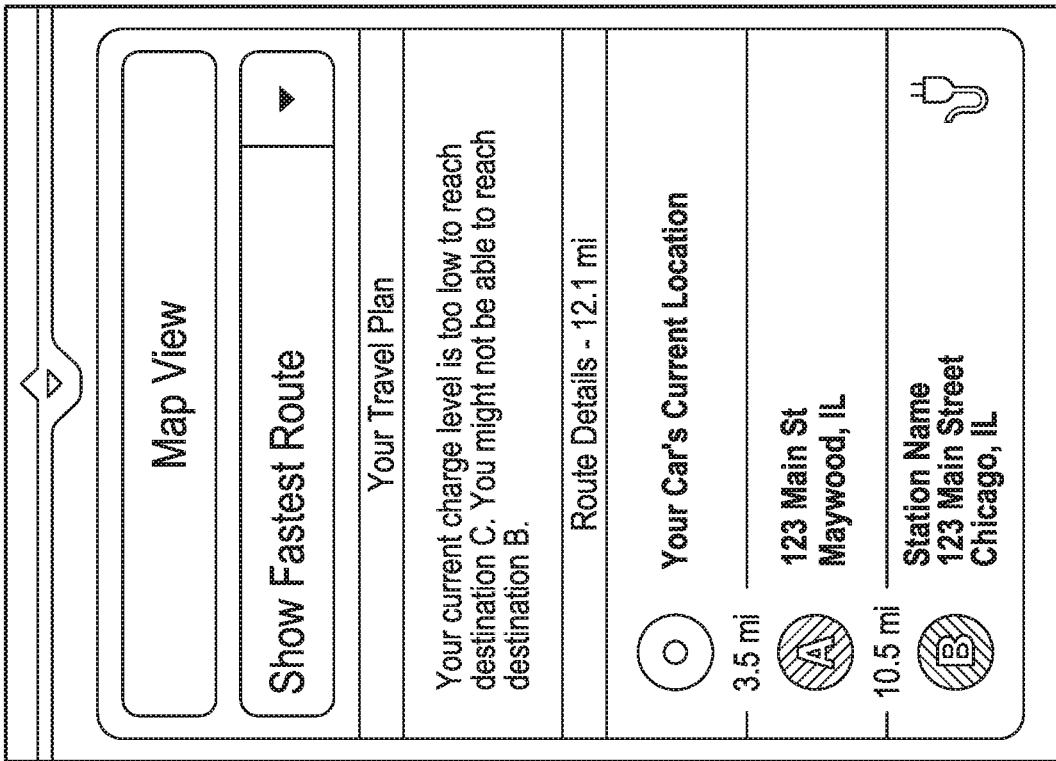 Map View
Show Fastest Route
Your Travel Plan
Your current charge level is too low to reach
destination C. You might not be able to reach
destination B.
Route Details - 12.1 mi
Your Car's Current Location
3.5 mi
A
123 Main St
Maywood, IL
10.5 mi
B
Station Name
123 Main Street
Chicago, IL